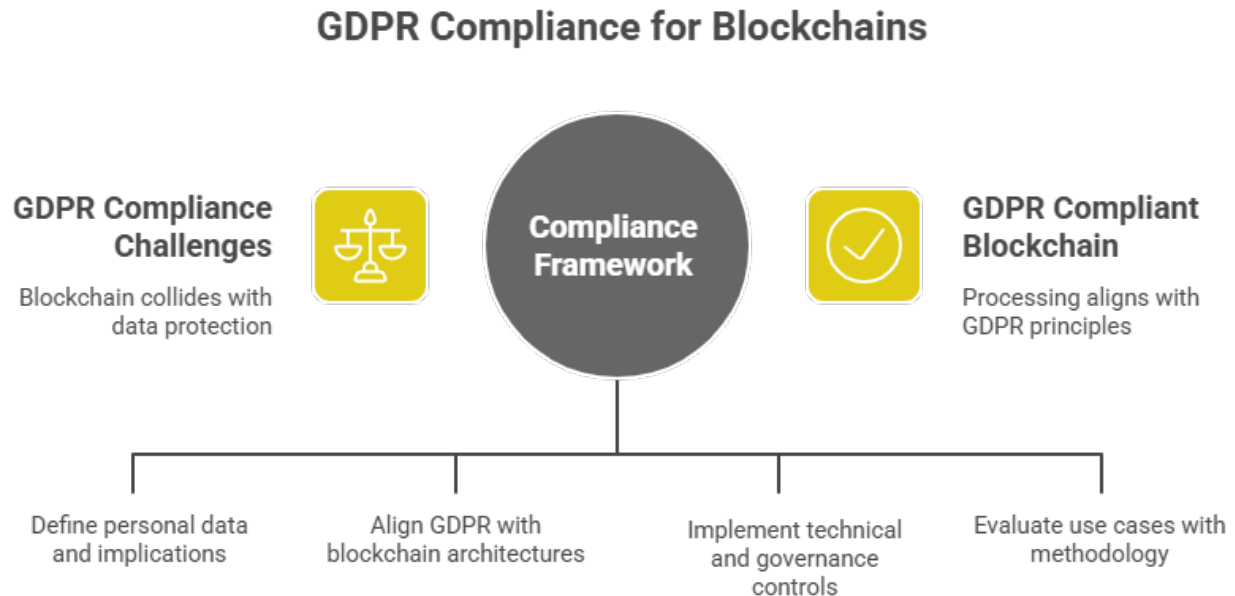 GDPR Compliance for Blockchains
GDPR Compliance
Challenges
Blockchain collides with
data protection
Compliance
Framework
GDPR Compliant
Blockchain
Processing aligns with
GDPR principles
Define personal data
and implications
Align GDPR with
blockchain architectures
Implement technical
and governance
controls
Evaluate use cases with
methodology